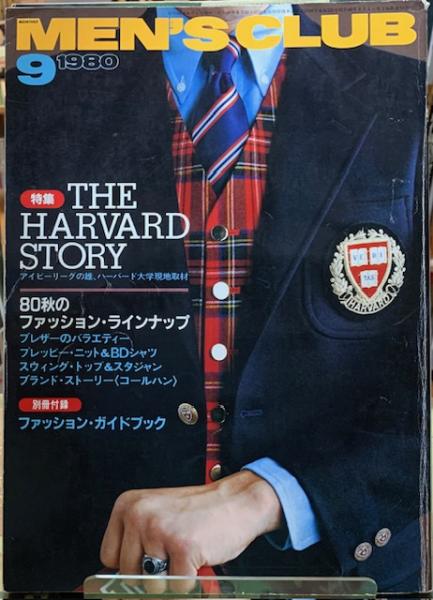 MONTHLY
MEN'S CLUB
9 1980
特集 THE
HARVARD
STORY
アイビーリーグの雄、ハーバード大学現地取材
80秋の
ファッション・ラインナップ
ブレザーのバラエティー
プレッピー・ニット&BDシャツ
スウィング・トップ&スタジャン
ブランド・ストーリー〈コールハン〉
別冊付録
ファッション・ガイドブック
VE RI
TAS
HARVARD